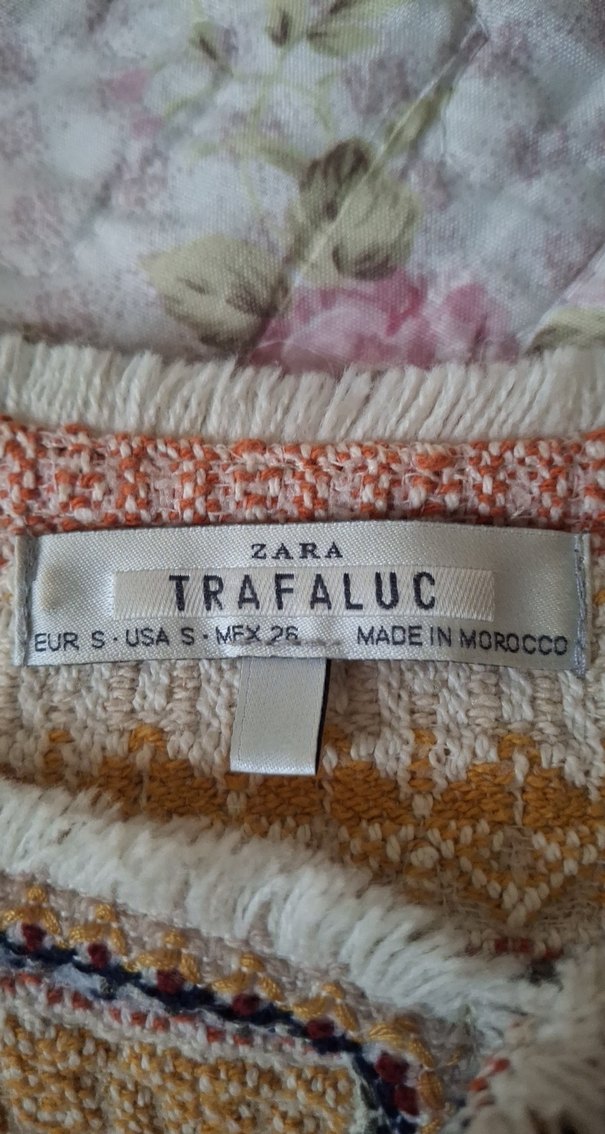 ZARA
TRAFALUC
EUR S · USA S · MEX 26 MADE IN MOROCCO